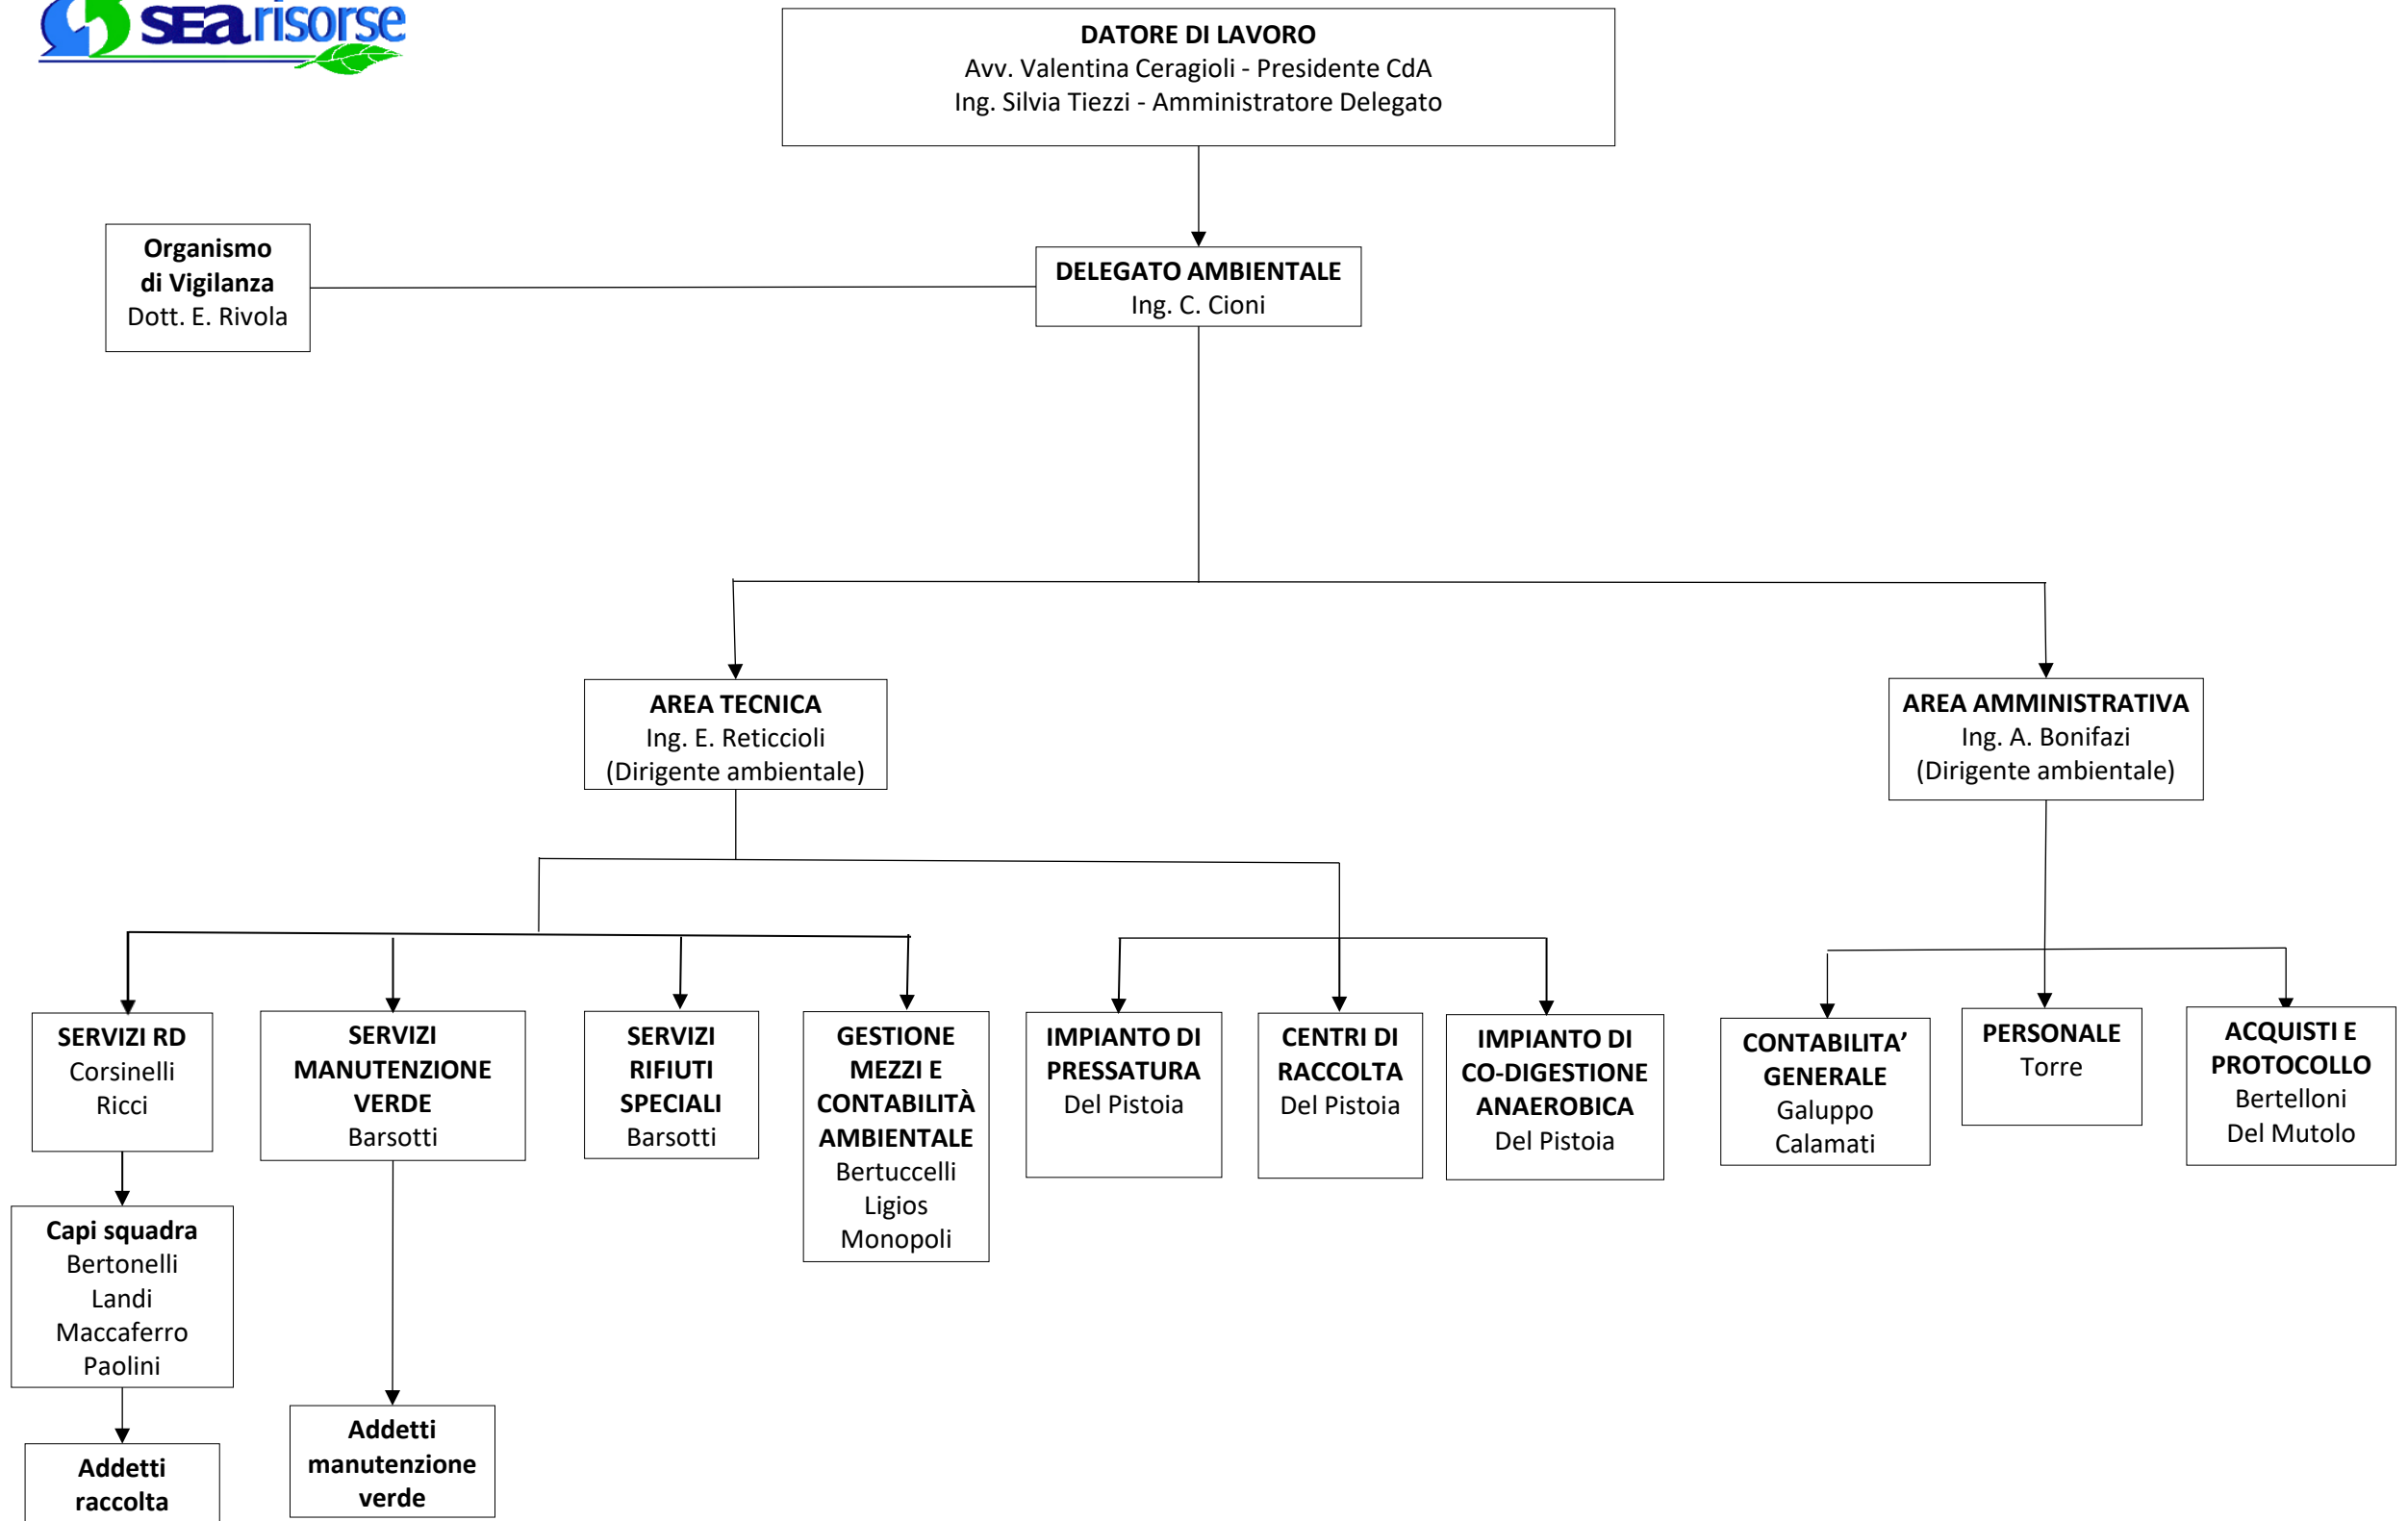 sea risorse
DATORE DI LAVORO
Avv. Valentina Ceragioli - Presidente CdA
Ing. Silvia Tiezzi - Amministratore Delegato
Organismo
di Vigilanza
Dott. E. Rivola
DELEGATO AMBIENTALE
Ing. C. Cioni
AREA TECNICA
Ing. E. Reticcioli
(Dirigente ambientale)
AREA AMMINISTRATIVA
Ing. A. Bonifazi
(Dirigente ambientale)
SERVIZI RD
Corsinelli
Ricci
SERVIZI
MANUTENZIONE
VERDE
Barsotti
SERVIZI
RIFIUTI
SPECIALI
Barsotti
GESTIONE
MEZZI E
CONTABILITÀ
AMBIENTALE
Bertuccelli
Ligios
Monopoli
IMPIANTO DI
PRESSATURA
Del Pistoia
CENTRI DI
RACCOLTA
Del Pistoia
IMPIANTO DI
CO-DIGESTIONE
ANAEROBICA
Del Pistoia
CONTABILITA’
GENERALE
Galuppo
Calamati
PERSONALE
Torre
ACQUISTI E
PROTOCOLLO
Bertelloni
Del Mutolo
Capi squadra
Bertonelli
Landi
Maccaferro
Paolini
Addetti
raccolta
Addetti
manutenzione
verde